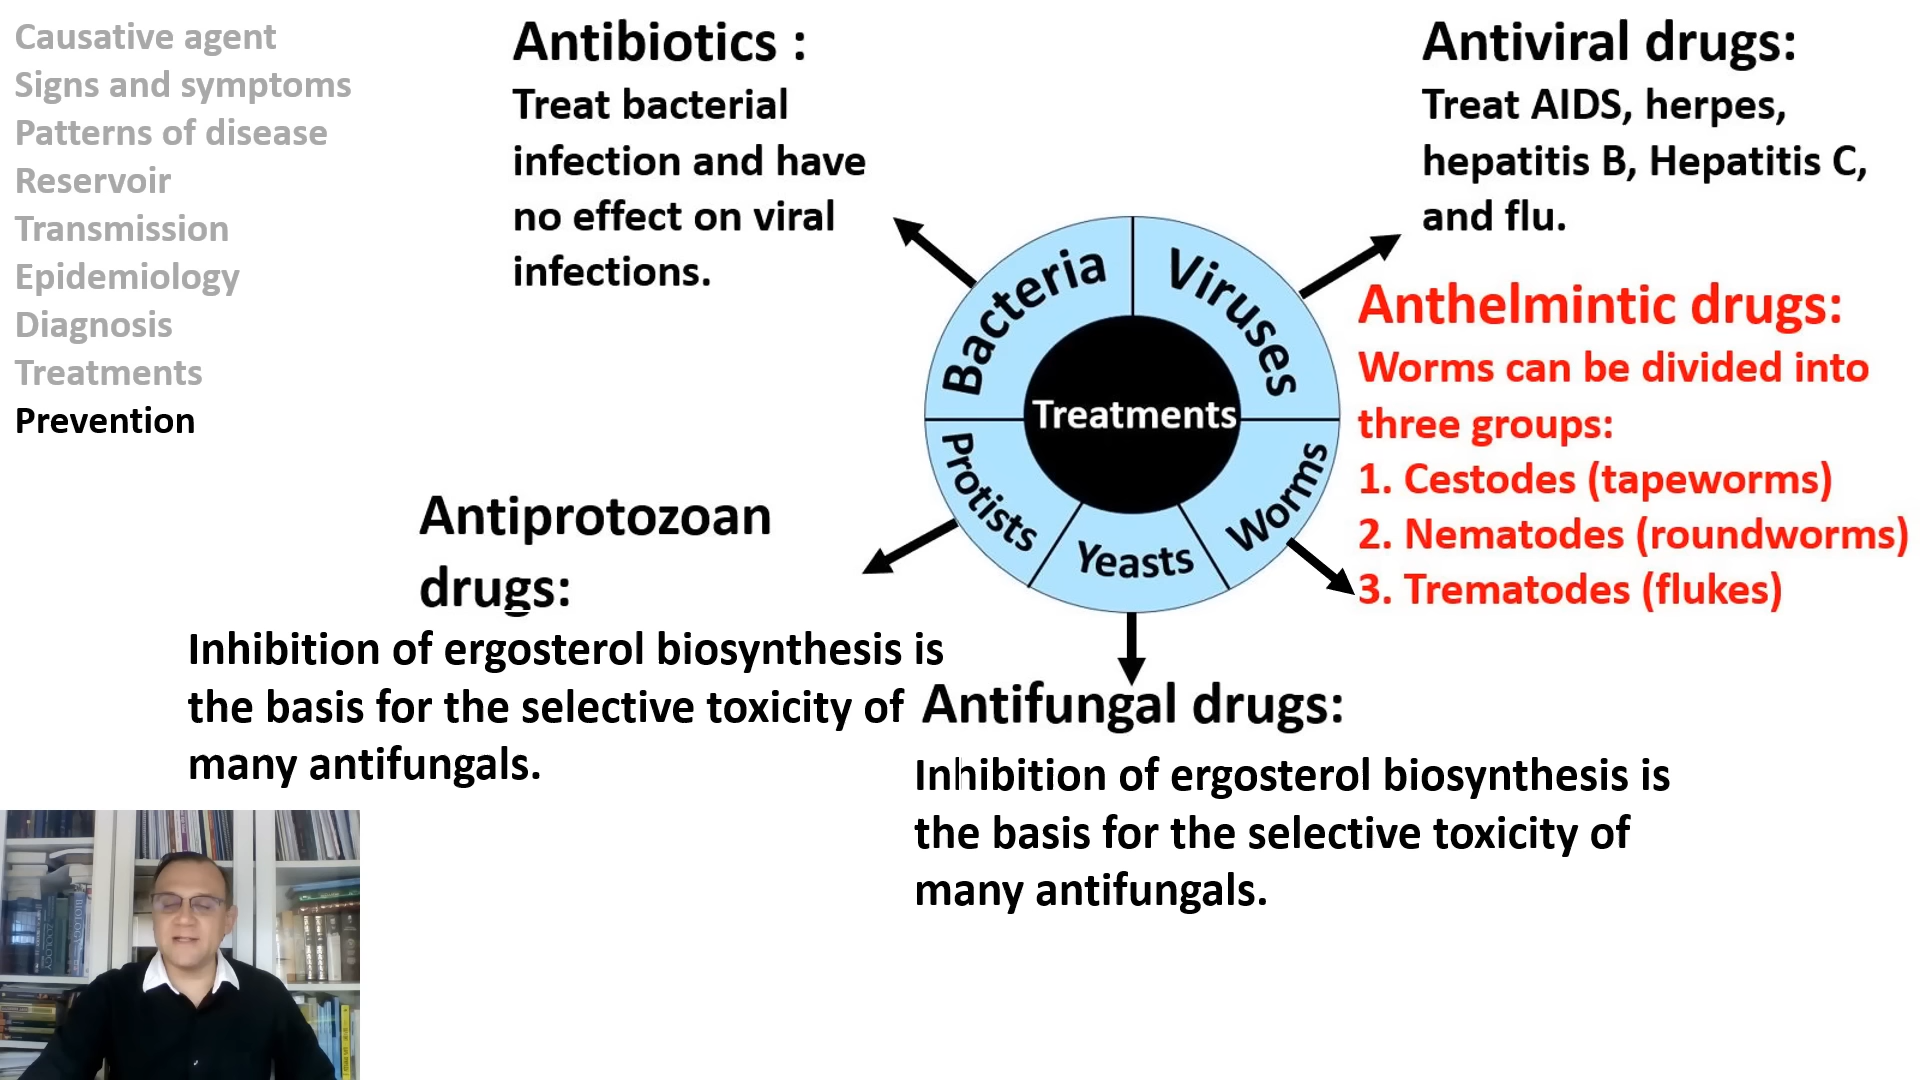 Causative agent
Signs and symptoms
Patterns of disease
Reservoir
Transmission
Epidemiology
Diagnosis
Treatments
Prevention
Antibiotics :
Treat bacterial
infection and have
no effect on viral
infections.
Antiviral drugs:
Treat AIDS, herpes,
hepatitis B, Hepatitis C,
and flu.
Bacteria
Viruses
Treatments
Protists
Yeasts
Worms
Anthelmintic drugs:
Worms can be divided into
three groups:
1. Cestodes (tapeworms)
2. Nematodes (roundworms)
3. Trematodes (flukes)
Antiprotozoan
drugs:
Inhibition of ergosterol biosynthesis is
the basis for the selective toxicity of
many antifungals.
Antifungal drugs:
Inhibition of ergosterol biosynthesis is
the basis for the selective toxicity of
many antifungals.
BIOLOGY
ZOOLOGY